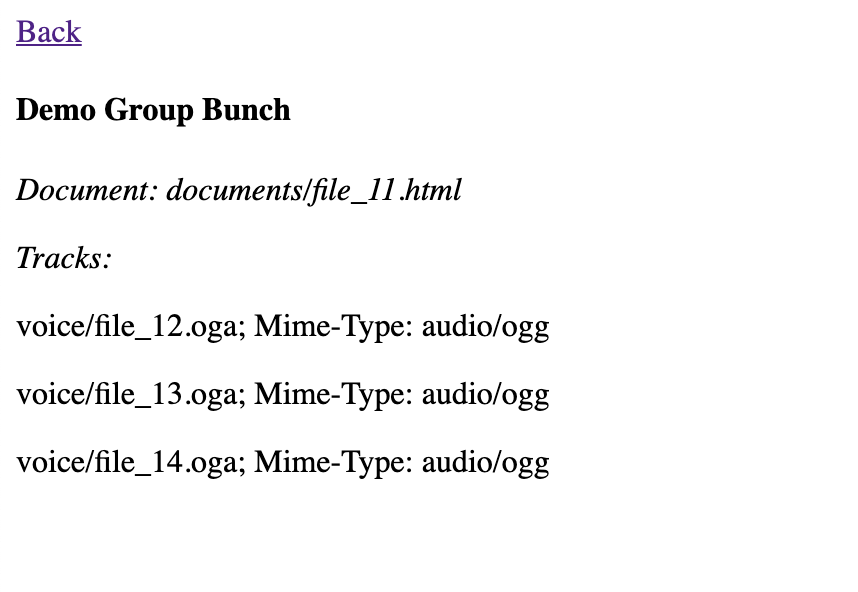 Back
Demo Group Bunch
Document: documents/file_11.html
Tracks:
voice/file_12.oga; Mime-Type: audio/ogg
voice/file_13.oga; Mime-Type: audio/ogg
voice/file_14.oga; Mime-Type: audio/ogg